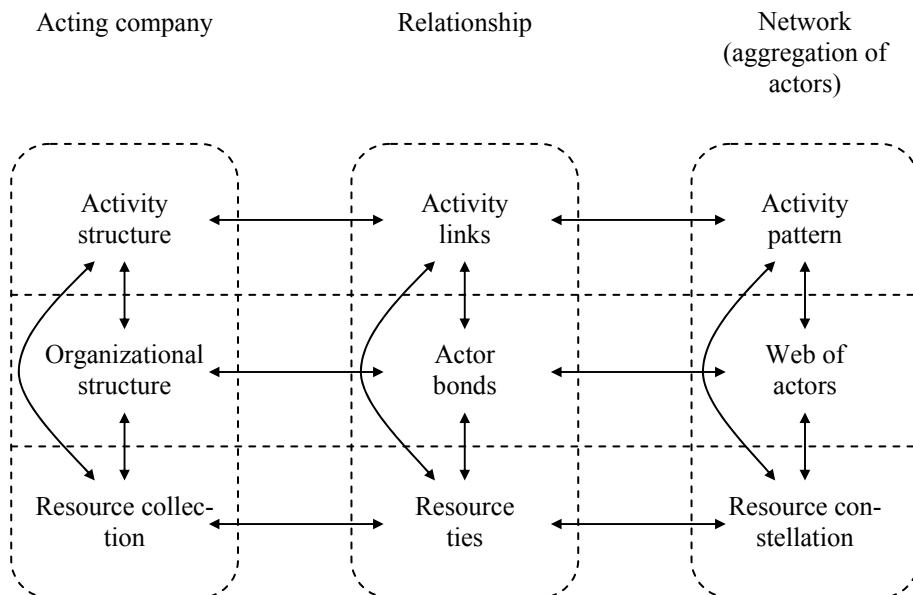 Acting company
Relationship
Network
(aggregation of
actors)
Activity
structure
Activity
links
Activity
pattern
Organizational
structure
Actor
bonds
Web of
actors
Resource collec-
tion
Resource
ties
Resource con-
stellation